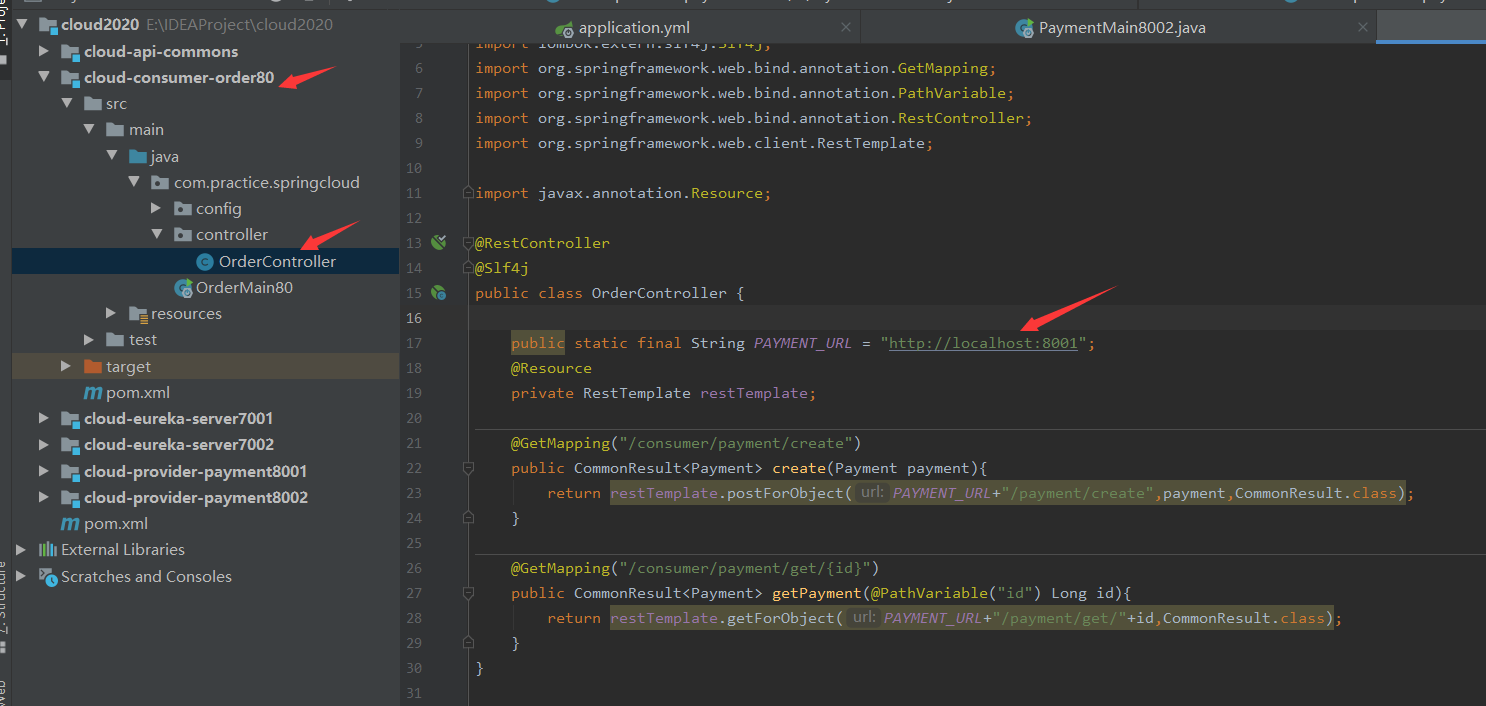 cloud2020 E:\IDEAProject\cloud2020
cloud-api-commons
cloud-consumer-order80
src
main
java
com.practice.springcloud
config
controller
OrderController
OrderMain80
resources
test
target
pom.xml
cloud-eureka-server7001
cloud-eureka-server7002
cloud-provider-payment8001
cloud-provider-payment8002
pom.xml
External Libraries
Scratches and Consoles
application.yml
PaymentMain8002.java
5 import lombok.extern.slf4j.Slf4j;
6 import org.springframework.web.bind.annotation.GetMapping;
7 import org.springframework.web.bind.annotation.PathVariable;
8 import org.springframework.web.bind.annotation.RestController;
9 import org.springframework.web.client.RestTemplate;
10
11 import javax.annotation.Resource;
12
13 @RestController
14 @Slf4j
15 public class OrderController {
16
17 public static final String PAYMENT_URL = "http://localhost:8001";
18 @Resource
19 private RestTemplate restTemplate;
20
21 @GetMapping("/consumer/payment/create")
22 public CommonResult<Payment> create(Payment payment){
23 return restTemplate.postForObject( url: PAYMENT_URL+"/payment/create",payment,CommonResult.class);
24 }
25
26 @GetMapping("/consumer/payment/get/{id}")
27 public CommonResult<Payment> getPayment(@PathVariable("id") Long id){
28 return restTemplate.getForObject( url: PAYMENT_URL+"/payment/get/"+id,CommonResult.class);
29 }
30 }
31